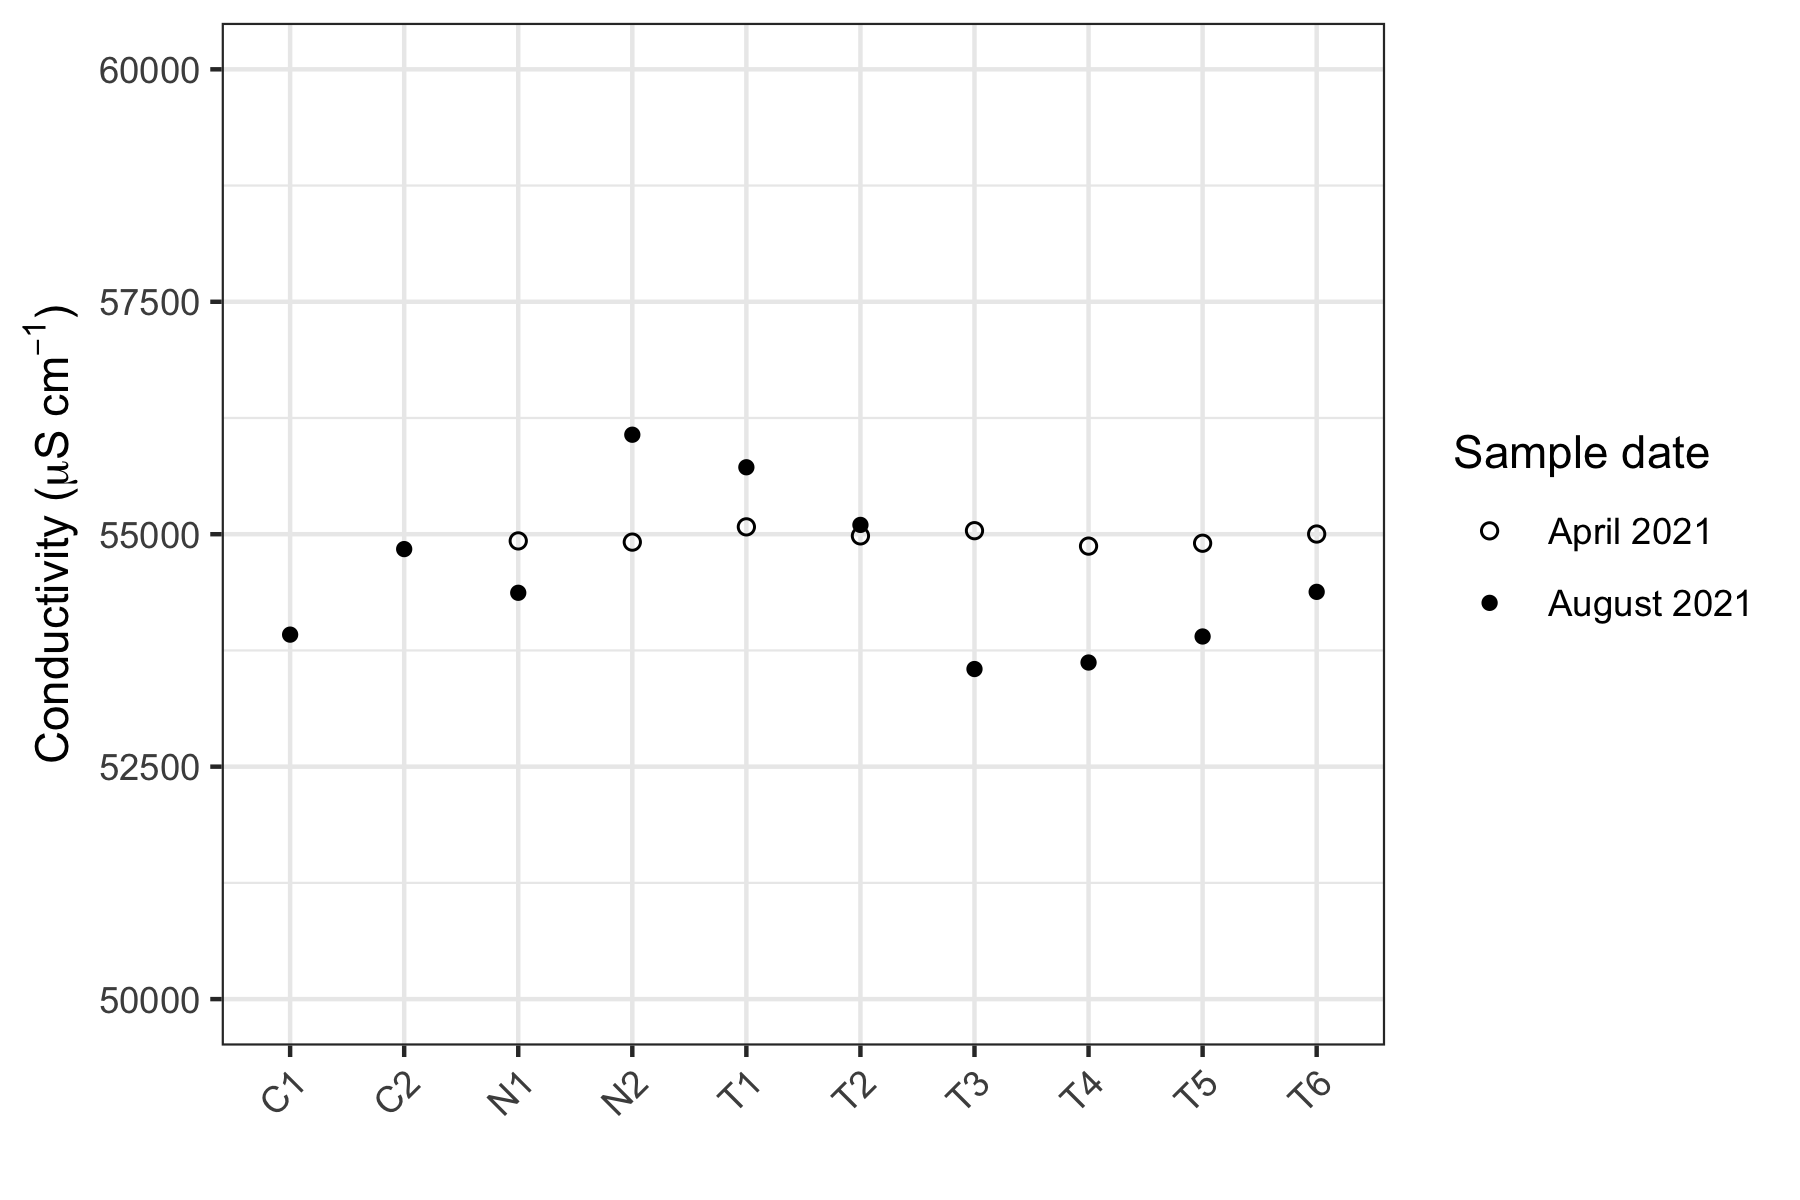 60000
57500
55000
52500
50000
Conductivity (μS cm⁻¹)
C1
C2
N1
N2
T1
T2
T3
T4
T5
T6
Sample date
April 2021
August 2021